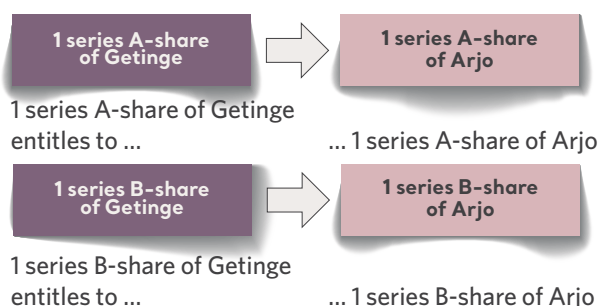 1 series A-share
of Getinge
1 series A-share
of Arjo
1 series A-share of Getinge
entitles to ...
... 1 series A-share of Arjo
1 series B-share
of Getinge
1 series B-share
of Arjo
1 series B-share of Getinge
entitles to ...
... 1 series B-share of Arjo